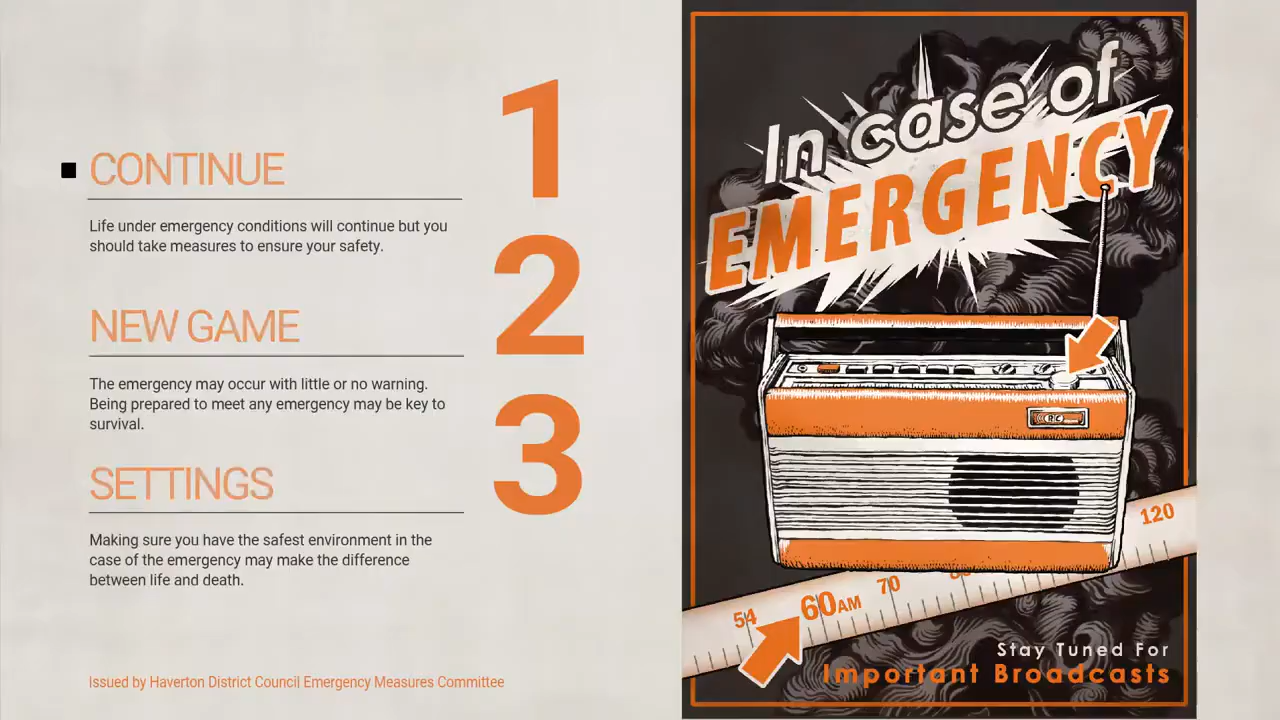 CONTINUE
Life under emergency conditions will continue but you
should take measures to ensure your safety.
1
NEW GAME
The emergency may occur with little or no warning.
Being prepared to meet any emergency may be key to
survival.
2
SETTINGS
Making sure you have the safest environment in the
case of the emergency may make the difference
between life and death.
3
Issued by Haverton District Council Emergency Measures Committee
In case of
EMERGENCY
120
54 60AM 70
Stay Tuned For
Important Broadcasts